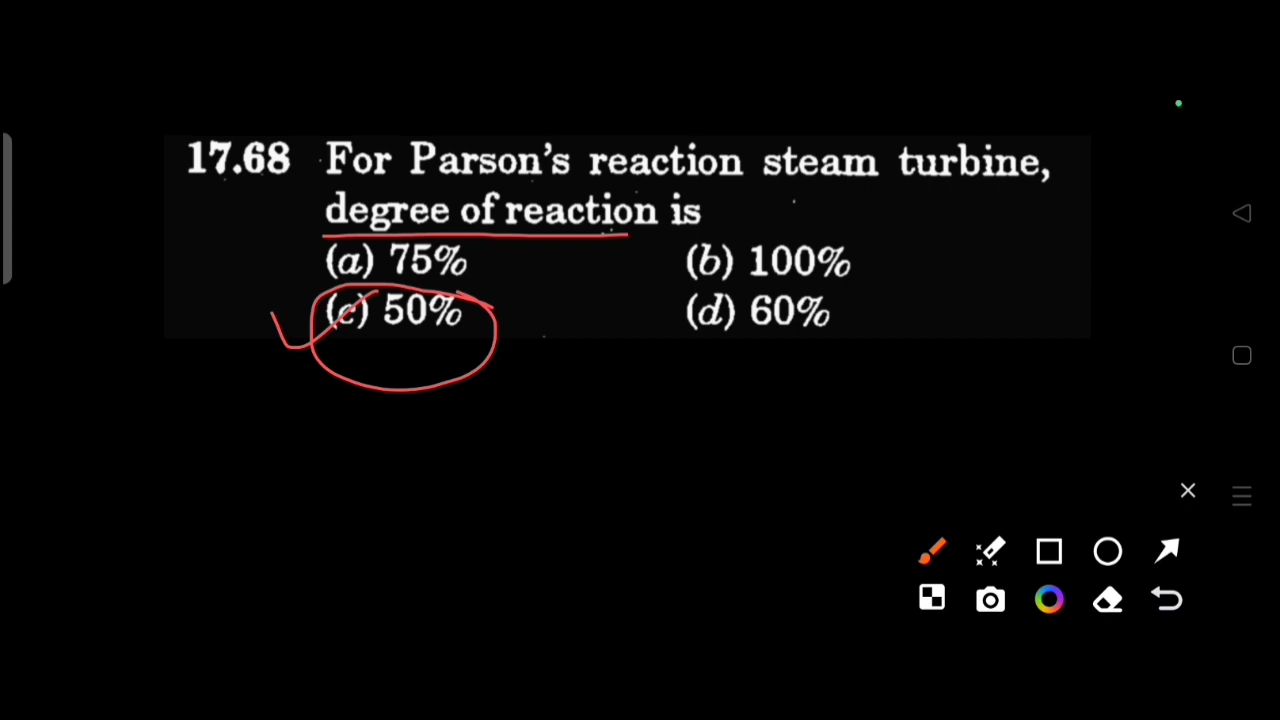 17.68 For Parson's reaction steam turbine,
degree of reaction is
(a) 75% (b) 100%
(c) 50% (d) 60%